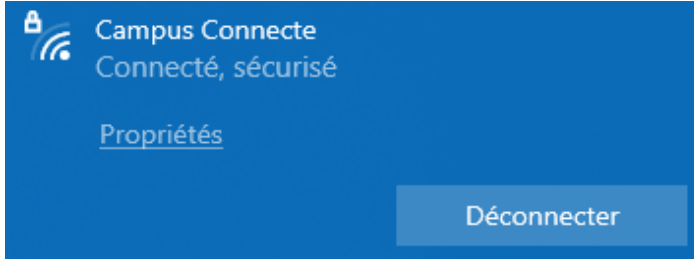 Campus Connecte
Connecté, sécurisé
Propriétés
Déconnecter